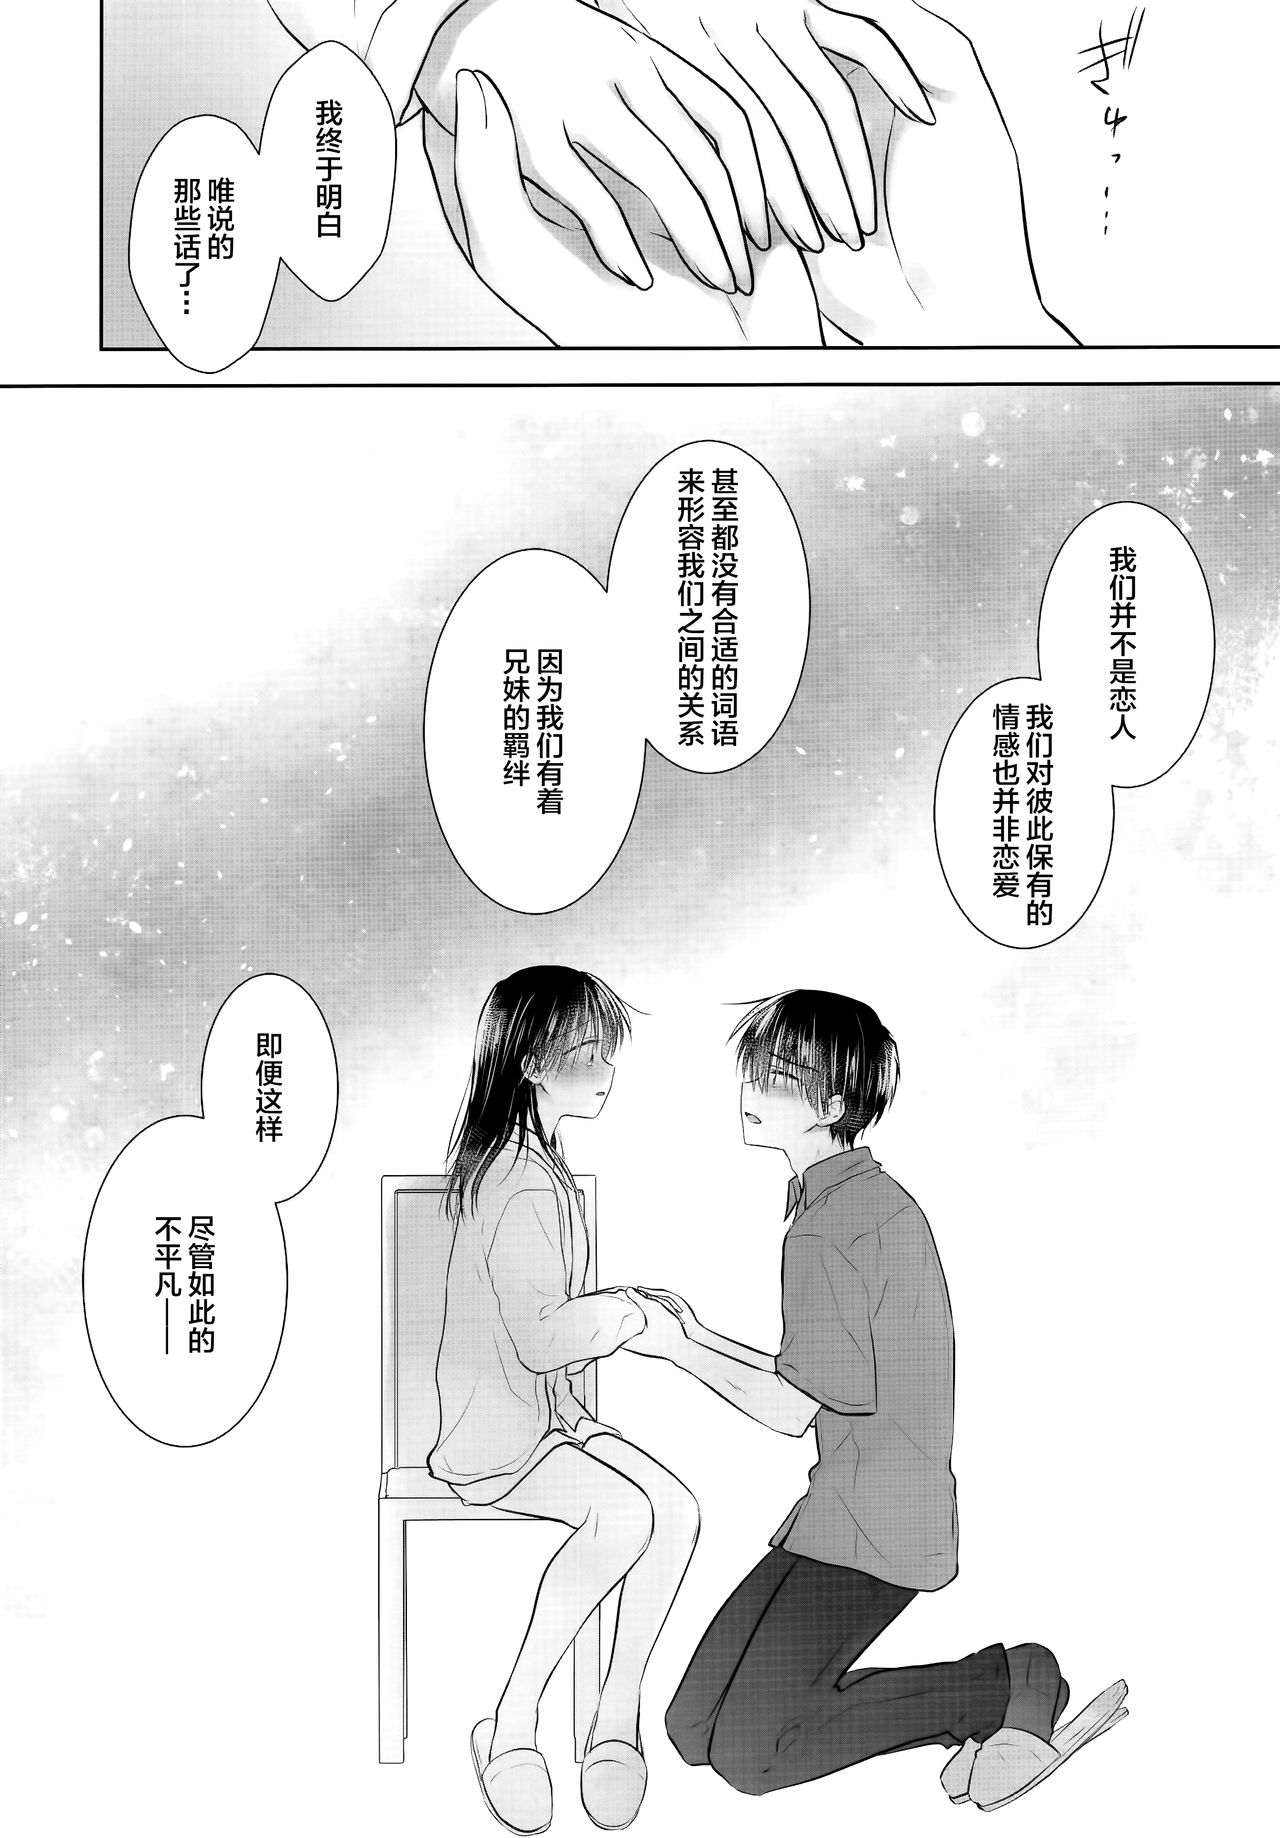 ぎゅっ…
我终于明白
唯说的
那些话了…
我们并不是恋人
我们对彼此保有的
情感也并非恋爱
甚至都没有合适的词语
来形容我们之间的关系
因为我们有着
兄妹的羁绊
即便这样
尽管如此的
不平凡——